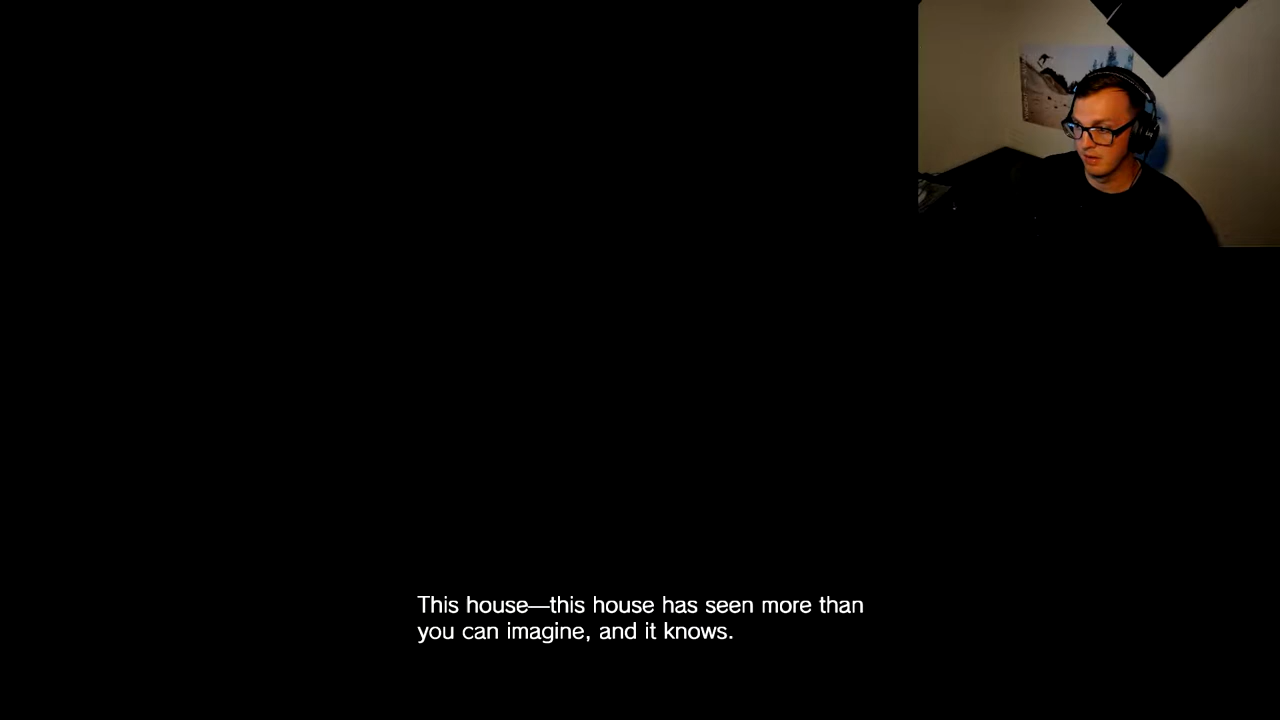 This house—this house has seen more than
you can imagine, and it knows.